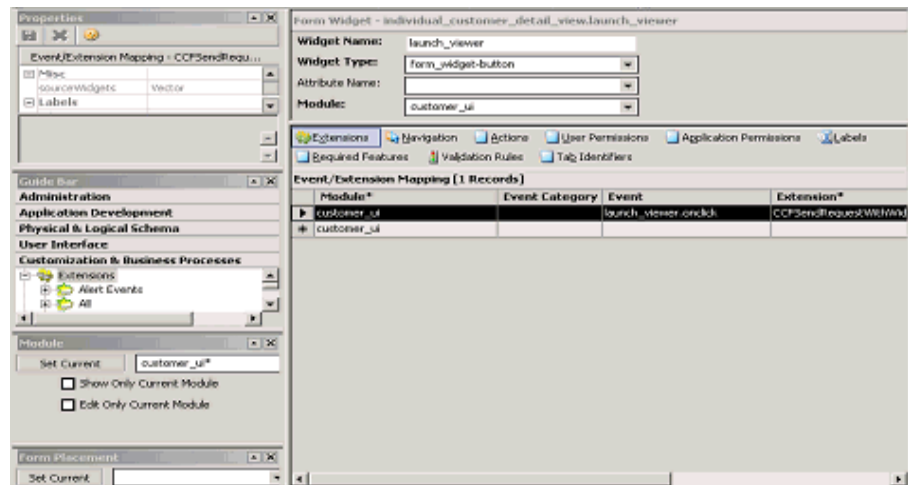 Properties
Event/Extension Mapping - CCFSendRequ...
Misc
sourceWidgets Vector
Labels
Guide Bar
Administration
Application Development
Physical & Logical Schema
User Interface
Customization & Business Processes
Extensions
Alert Events
All
Module
Set Current customer_ui*
Show Only Current Module
Edit Only Current Module
Form Placement
Set Current
Form Widget - individual_customer_detail_view.launch_viewer
Widget Name: launch_viewer
Widget Type: form_widget-button
Attribute Name:
Module: customer_ui
Extensions Navigation Actions User Permissions Application Permissions Labels
Required Features Validation Rules Tab Identifiers
Event/Extension Mapping [1 Records]
Module* Event Category Event Extension*
customer_ui launch_viewer.onclick CCFSendRequestWithWid
customer_ui